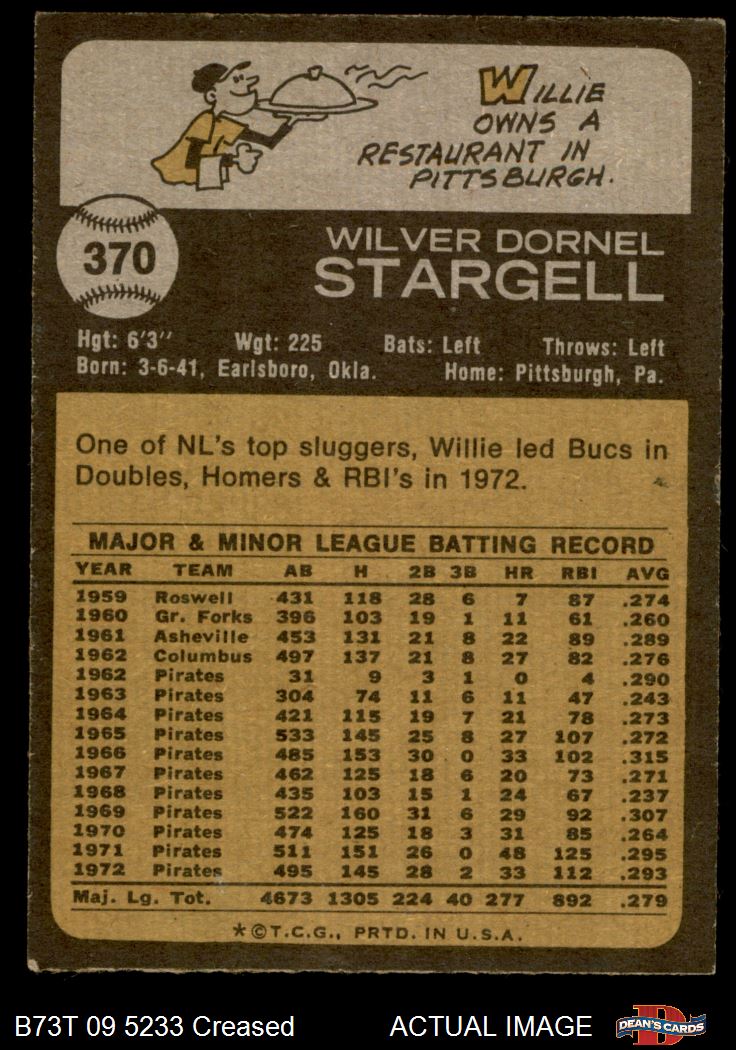 WILLIE
OWNS A
RESTAURANT IN
PITTSBURGH.
370
WILVER DORNEL
STARGELL
Hgt: 6'3" Wgt: 225 Bats: Left Throws: Left
Born: 3-6-41, Earlsboro, Okla. Home: Pittsburgh, Pa.
One of NL's top sluggers, Willie led Bucs in
Doubles, Homers & RBI's in 1972.
MAJOR & MINOR LEAGUE BATTING RECORD
YEAR TEAM AB H 2B 3B HR RBI AVG
1959 Roswell 431 118 28 6 7 87 .274
1960 Gr. Forks 396 103 19 1 11 61 .260
1961 Asheville 453 131 21 8 22 89 .289
1962 Columbus 497 137 21 8 27 82 .276
1962 Pirates 31 9 3 1 0 4 .290
1963 Pirates 304 74 11 6 11 47 .243
1964 Pirates 421 115 19 7 21 78 .273
1965 Pirates 533 145 25 8 27 107 .272
1966 Pirates 485 153 30 0 33 102 .315
1967 Pirates 462 125 18 6 20 73 .271
1968 Pirates 435 103 15 1 24 67 .237
1969 Pirates 522 160 31 6 29 92 .307
1970 Pirates 474 125 18 3 31 85 .264
1971 Pirates 511 151 26 0 48 125 .295
1972 Pirates 495 145 28 2 33 112 .293
Maj. Lg. Tot. 4673 1305 224 40 277 892 .279
*©T.C.G., PRTD. IN U.S.A.
B73T 09 5233 Creased ACTUAL IMAGE
D
DEAN'S CARDS